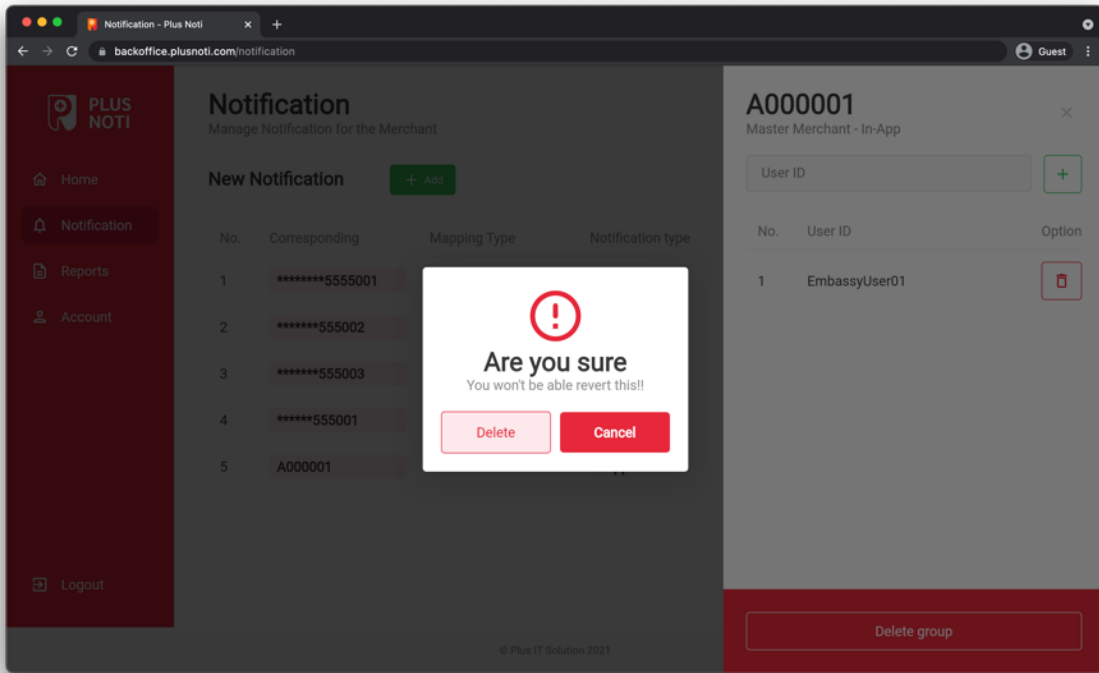 Notification - Plus Noti
backoffice.plusnoti.com/notification
Guest
PLUS
NOTI
Home
Notification
Reports
Account
Logout
Notification
Manage Notification for the Merchant
New Notification
+ Add
No. Corresponding Mapping Type Notification type
1 ********5555001
2 *******555002
3 *******555003
4 ******555001
5 A000001
Are you sure
You won't be able revert this!!
Delete Cancel
© Plus IT Solution 2021
A000001
Master Merchant - In-App
User ID
No. User ID Option
1 EmbassyUser01
Delete group